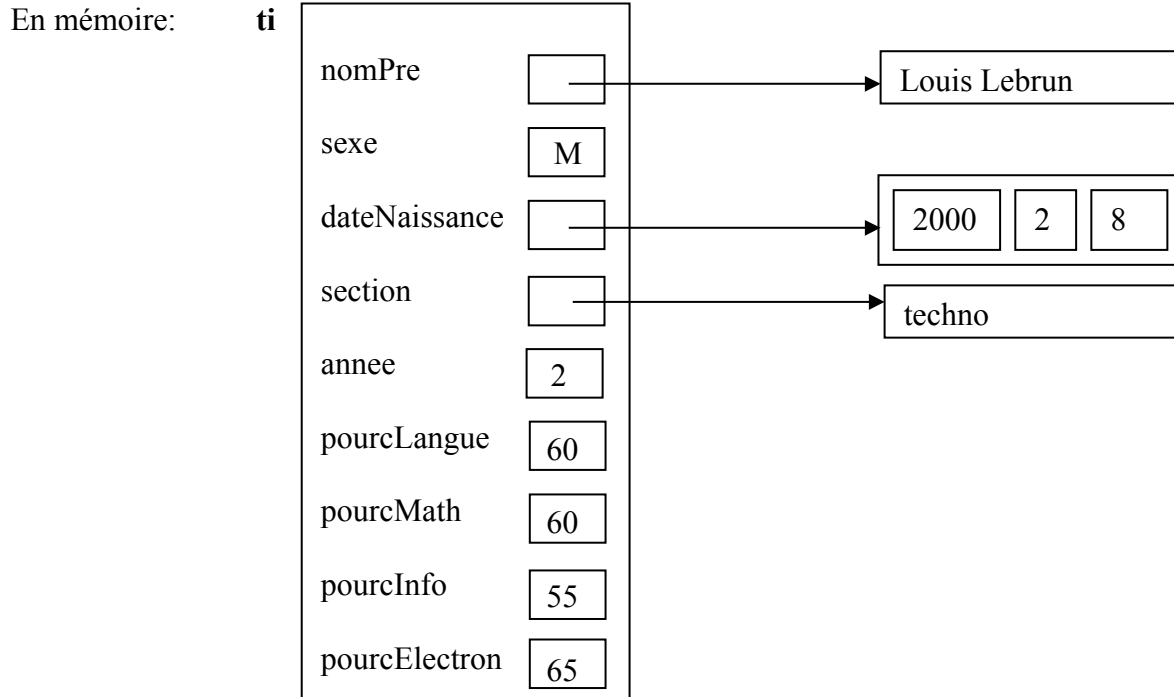 En mémoire: ti
nomPre Louis Lebrun
sexe M
dateNaissance 2000 2 8
section techno
annee 2
pourcLangue 60
pourcMath 60
pourcInfo 55
pourcElectron 65